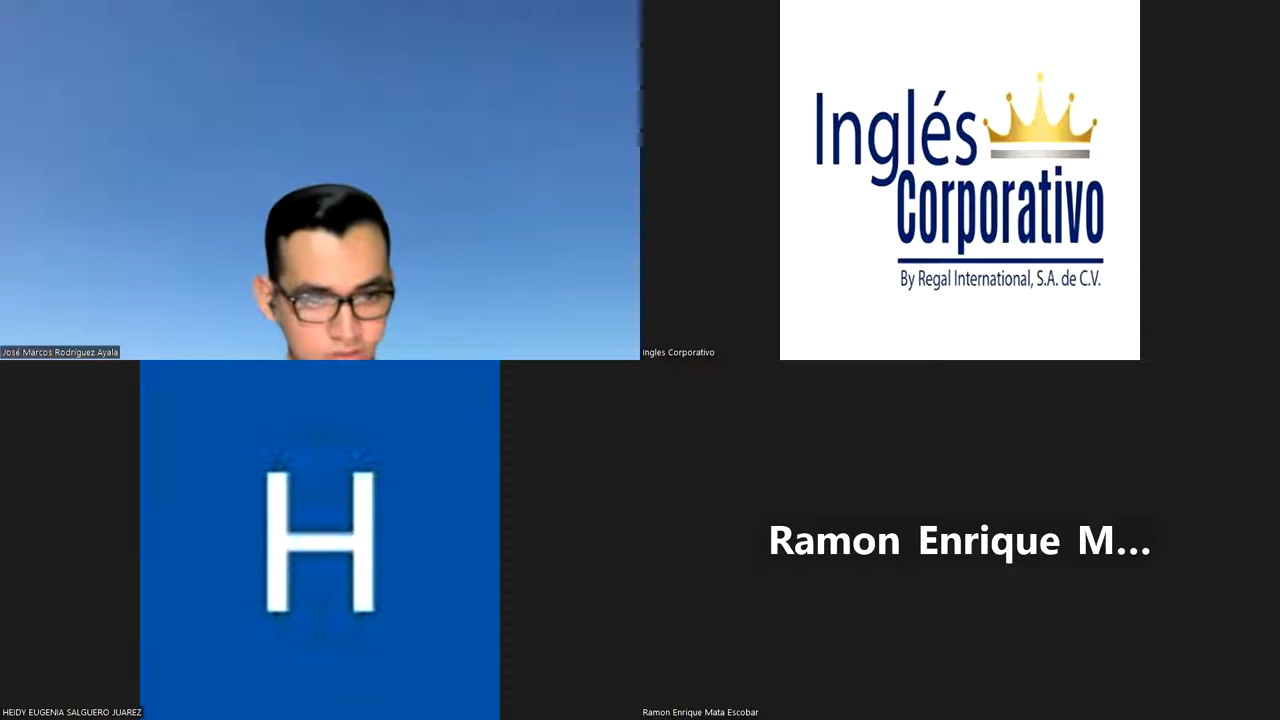 Inglés
Corporativo
By Regal International, S.A. de C.V.
José Marcos Rodríguez Ayala
Ingles Corporativo
H
Ramon Enrique M...
HEIDY EUGENIA SALGUERO JUAREZ
Ramon Enrique Mata Escobar